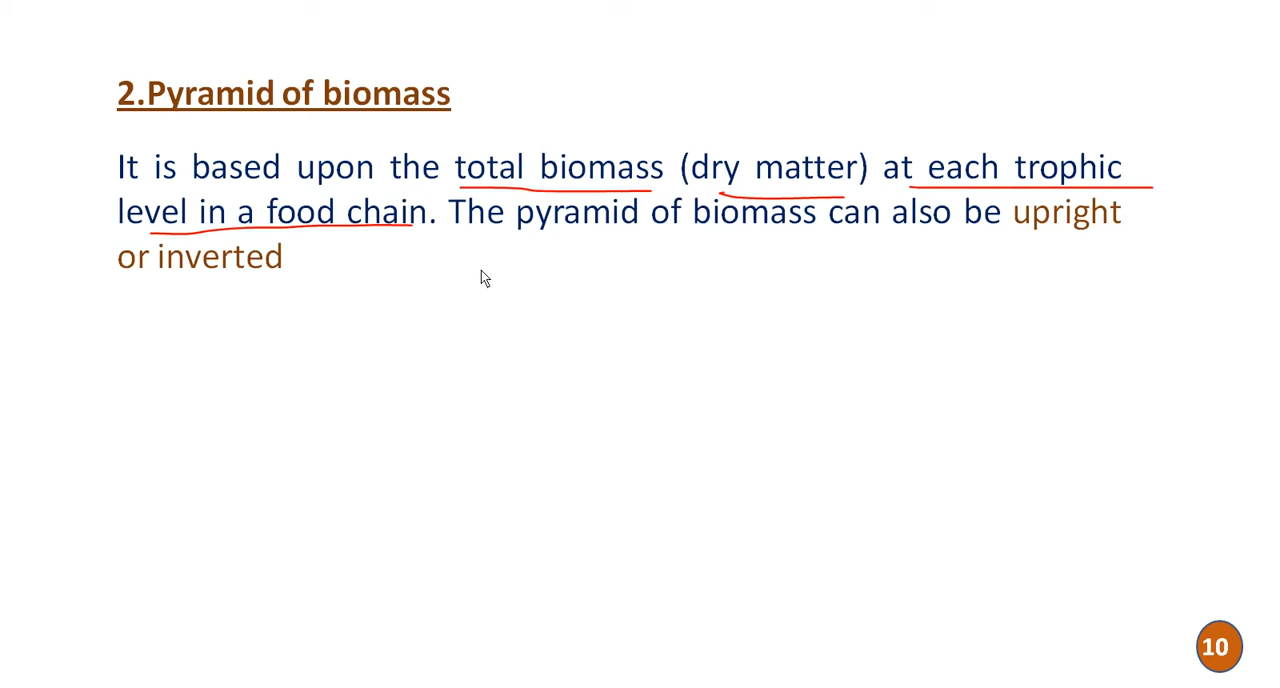 2.Pyramid of biomass
It is based upon the total biomass (dry matter) at each trophic
level in a food chain. The pyramid of biomass can also be upright
or inverted
10